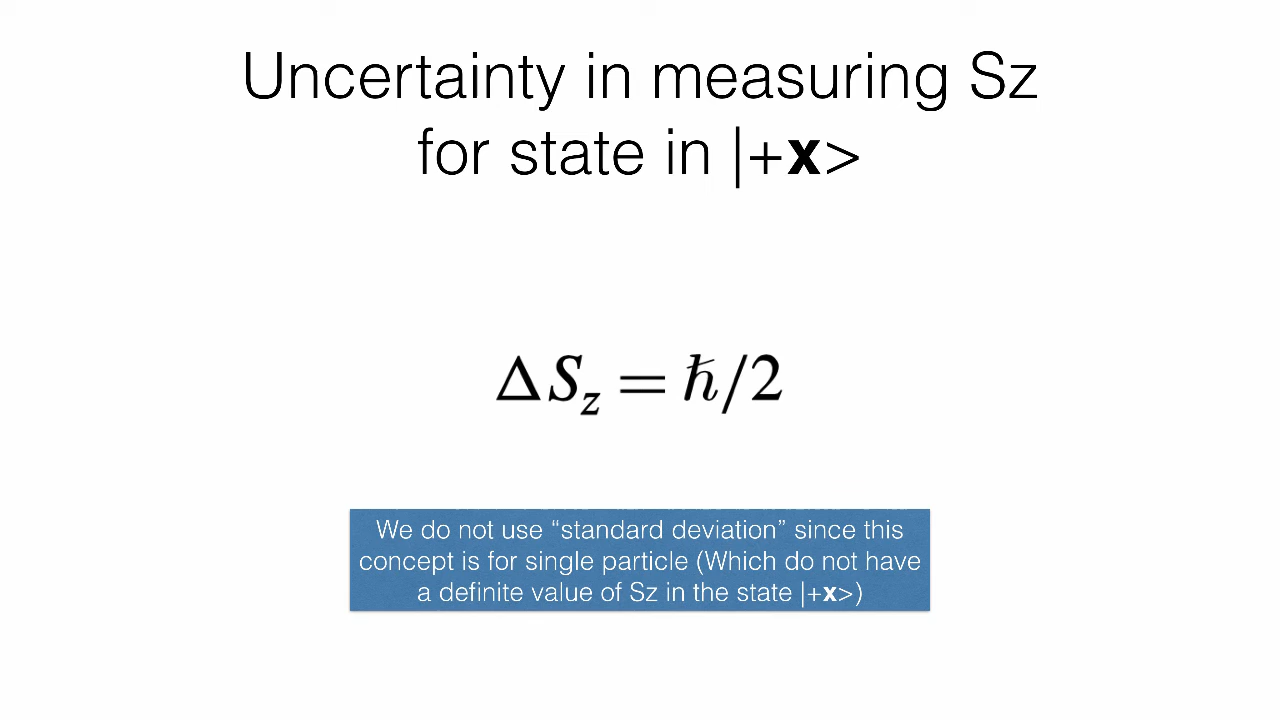 Uncertainty in measuring Sz
for state in |+x>
ΔS_z = ℏ/2
We do not use “standard deviation” since this
concept is for single particle (Which do not have
a definite value of Sz in the state |+x>)